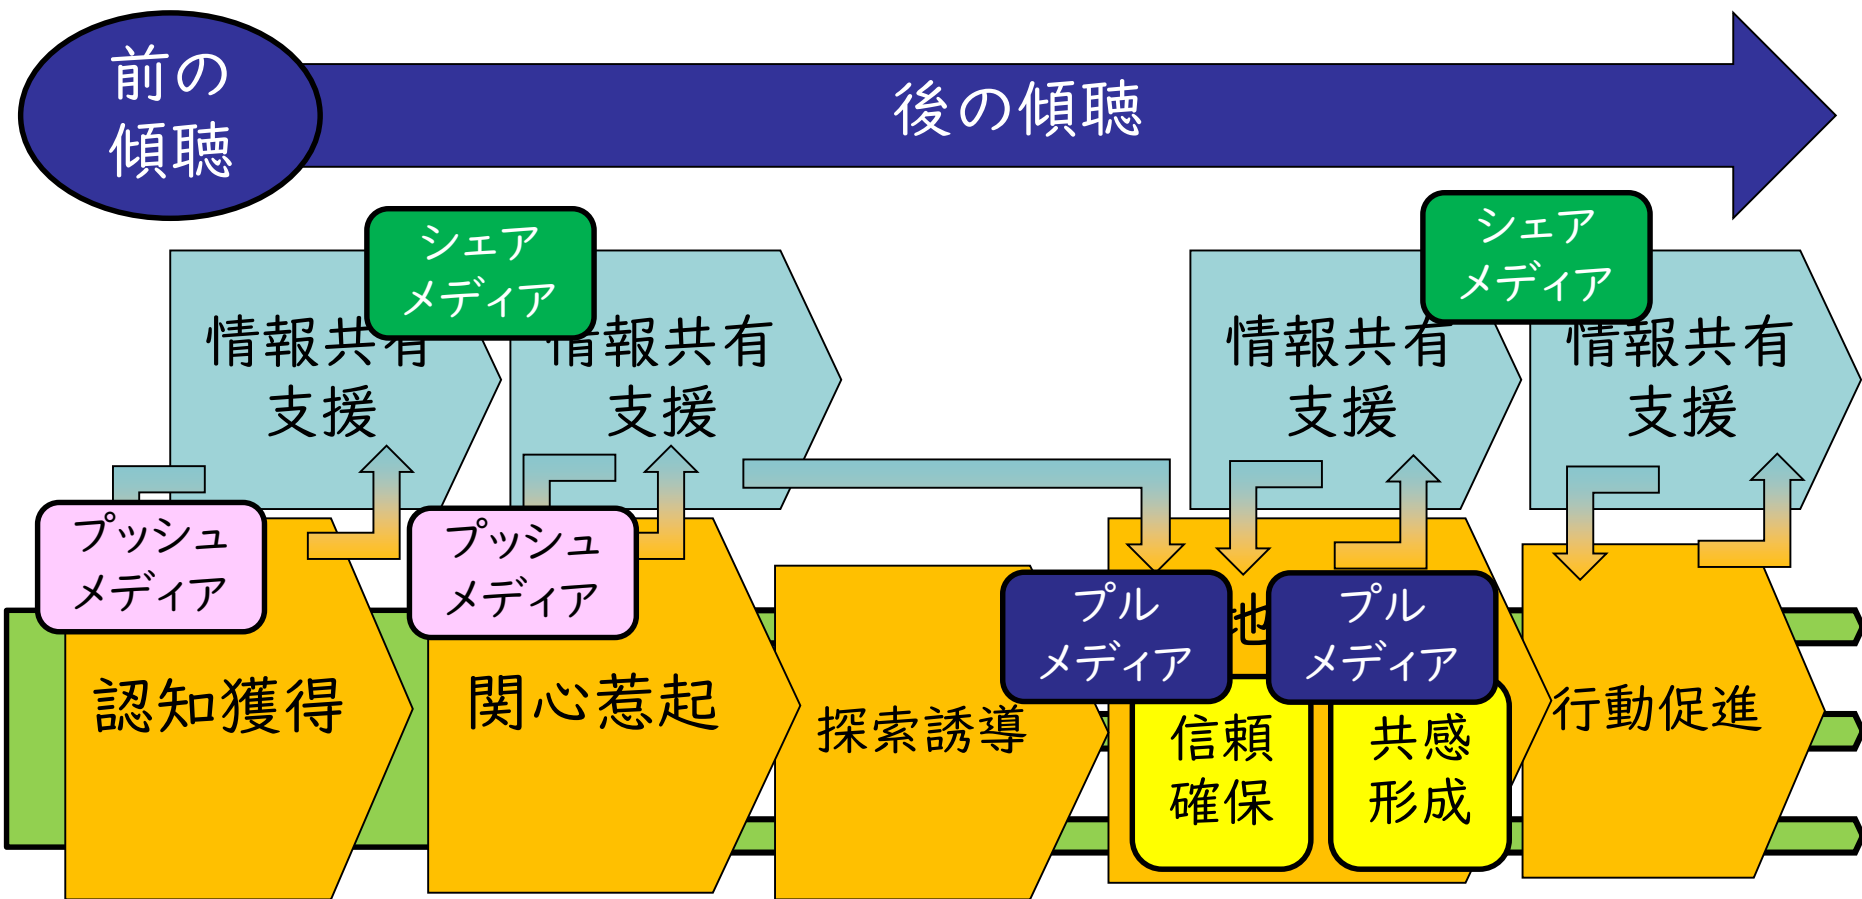 前の
傾聴
後の傾聴
シェア
メディア
シェア
メディア
情報共有
支援
情報共有
支援
情報共有
支援
情報共有
支援
プッシュ
メディア
プッシュ
メディア
プル
メディア
地
プル
メディア
認知獲得
関心惹起
探索誘導
信頼
確保
共感
形成
行動促進